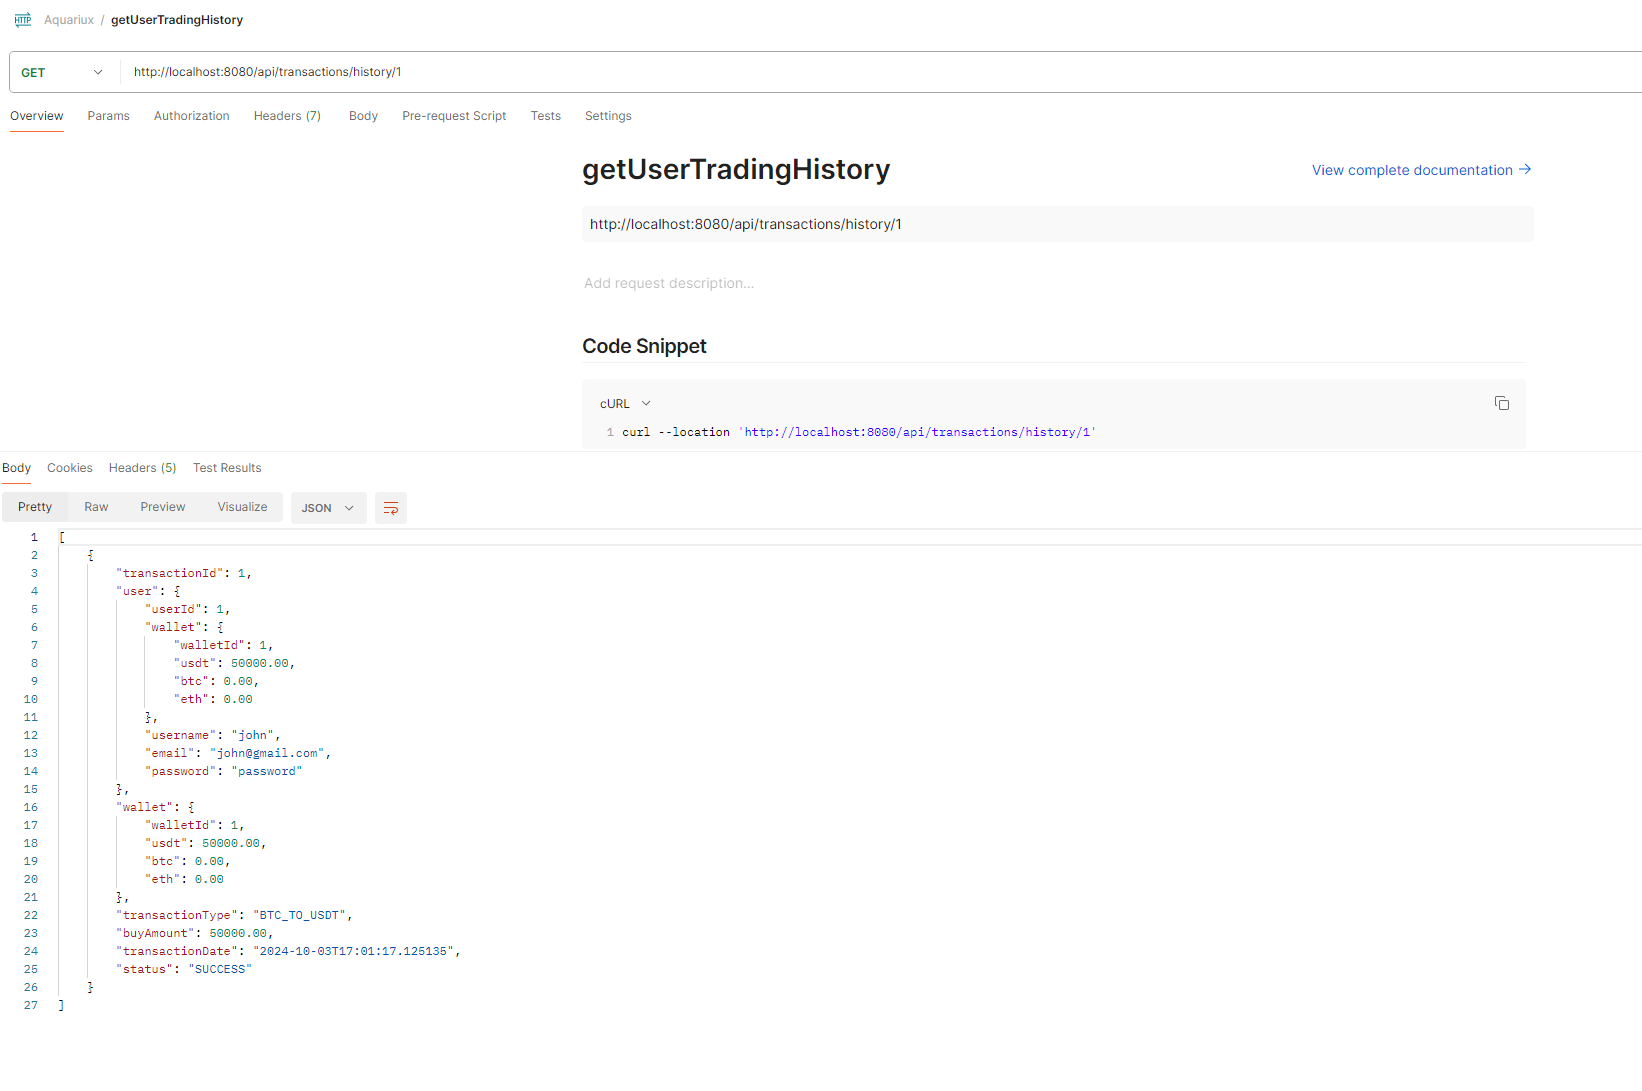 HTTP Aquariux / getUserTradingHistory
GET http://localhost:8080/api/transactions/history/1
Overview Params Authorization Headers (7) Body Pre-request Script Tests Settings
getUserTradingHistory
View complete documentation →
http://localhost:8080/api/transactions/history/1
Add request description...
Code Snippet
cURL
1 curl --location 'http://localhost:8080/api/transactions/history/1'
Body Cookies Headers (5) Test Results
Pretty Raw Preview Visualize JSON
1 [
2 {
3 "transactionId": 1,
4 "user": {
5 "userId": 1,
6 "wallet": {
7 "walletId": 1,
8 "usdt": 50000.00,
9 "btc": 0.00,
10 "eth": 0.00
11 },
12 "username": "john",
13 "email": "john@gmail.com",
14 "password": "password"
15 },
16 "wallet": {
17 "walletId": 1,
18 "usdt": 50000.00,
19 "btc": 0.00,
20 "eth": 0.00
21 },
22 "transactionType": "BTC_TO_USDT",
23 "buyAmount": 50000.00,
24 "transactionDate": "2024-10-03T17:01:17.125135",
25 "status": "SUCCESS"
26 }
27 ]